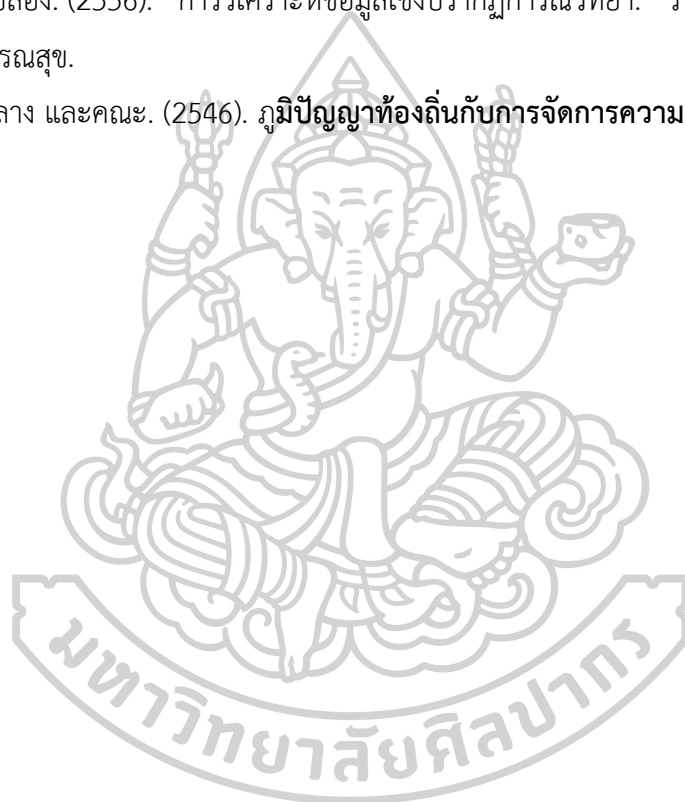 (2556). การวิเคราะห์ข้อมูลเชิงปรากฏการณ์วิทยา.
รณสุข.
ลาง และคณะ. (2546). ภูมิปัญญาท้องถิ่นกับการจัดการความ
มหาวิทยาลัยศิลปากร